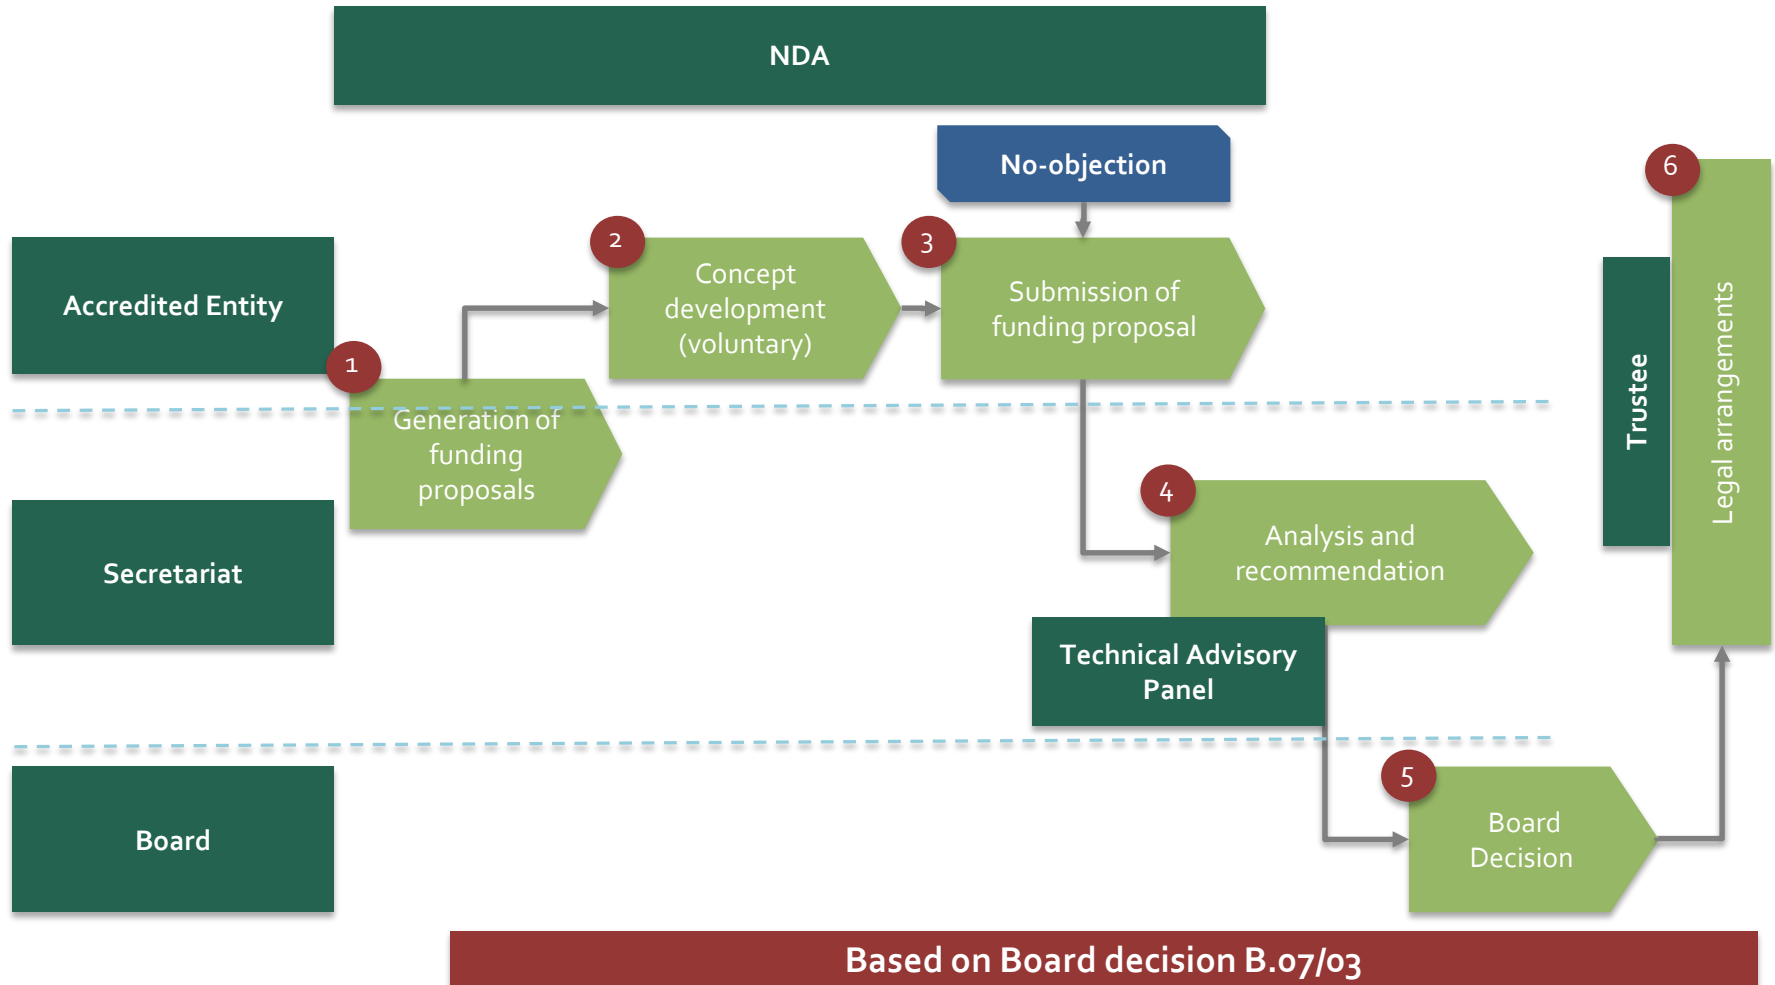 NDA
No-objection
6
2
3
Accredited Entity
Concept
development
(voluntary)
Submission of
funding proposal
1
Generation of
funding
proposals
Trustee
Legal arrangements
4
Analysis and
recommendation
Secretariat
Technical Advisory
Panel
5
Board
Board
Decision
Based on Board decision B.07/03